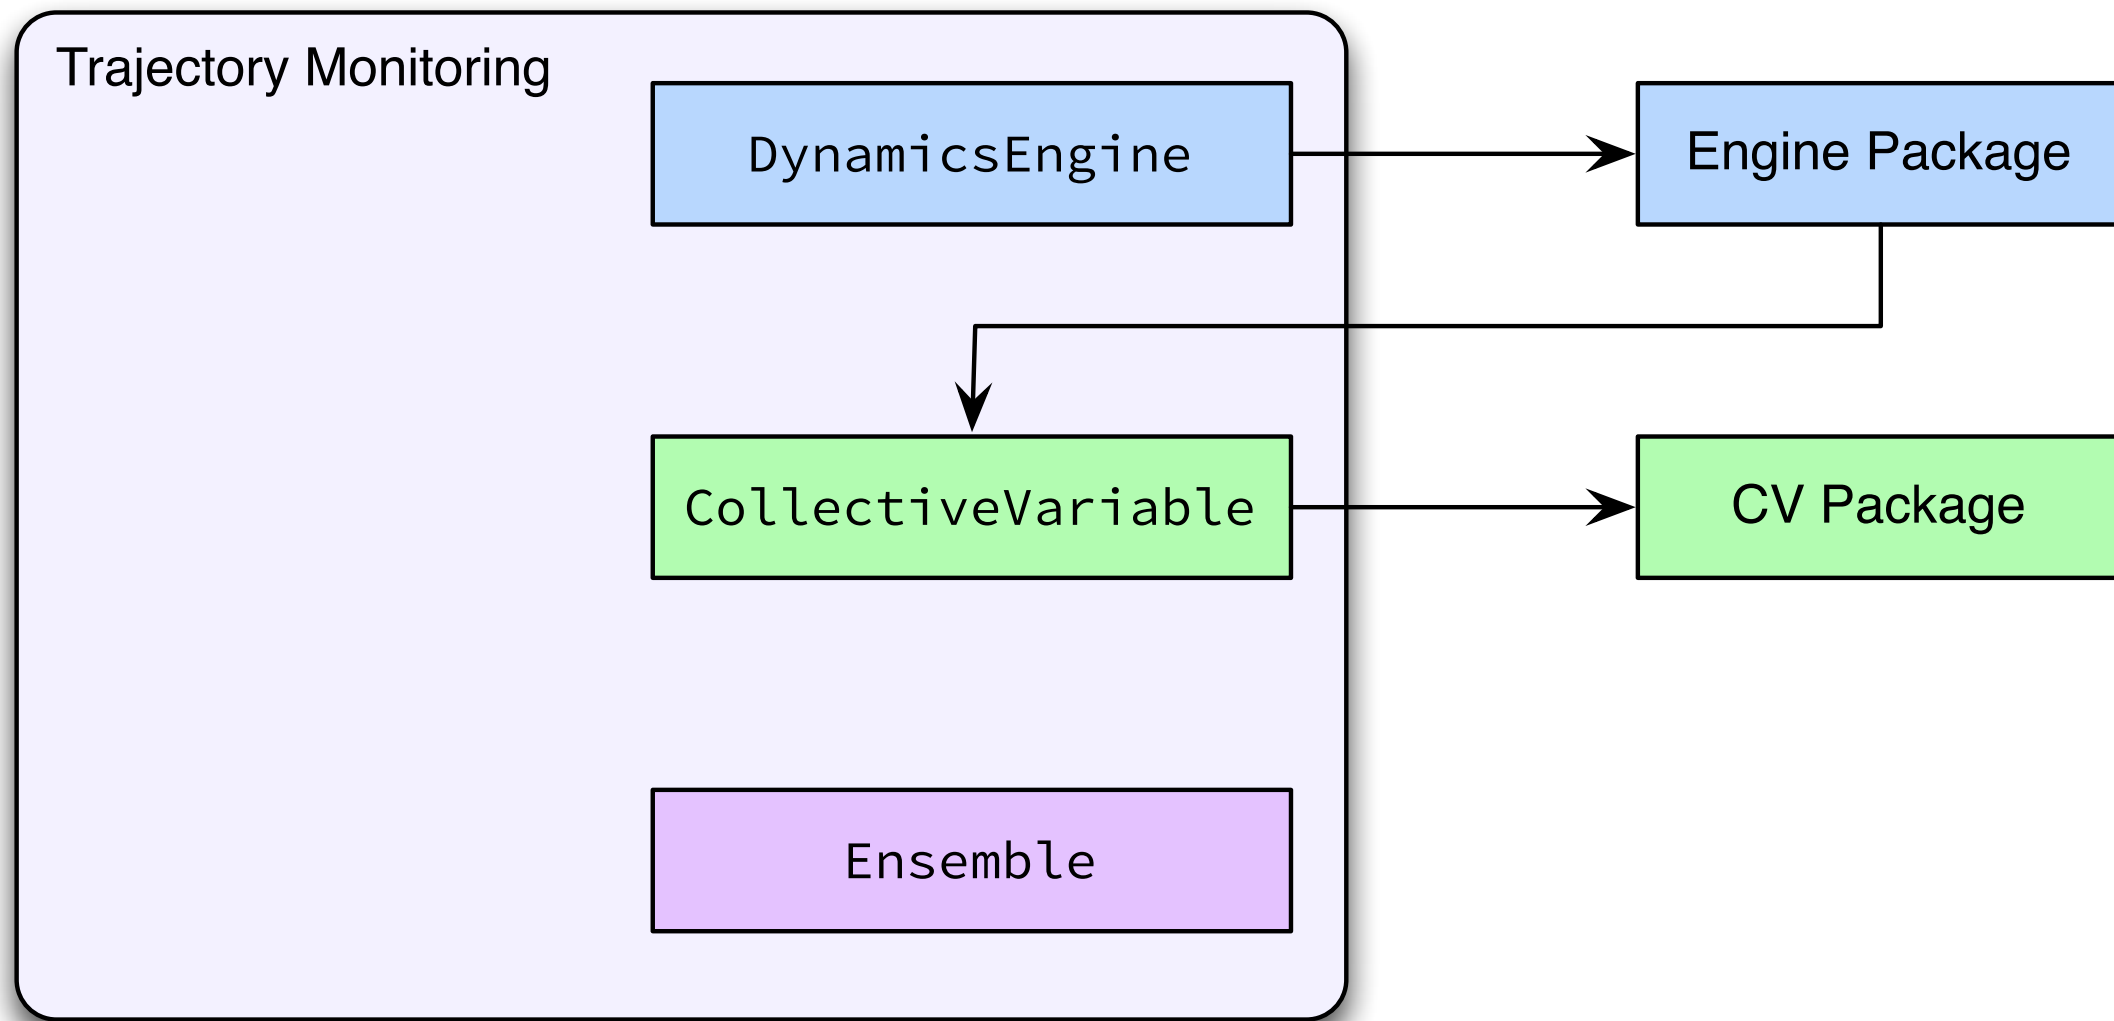 Trajectory Monitoring
DynamicsEngine
Engine Package
CollectiveVariable
CV Package
Ensemble